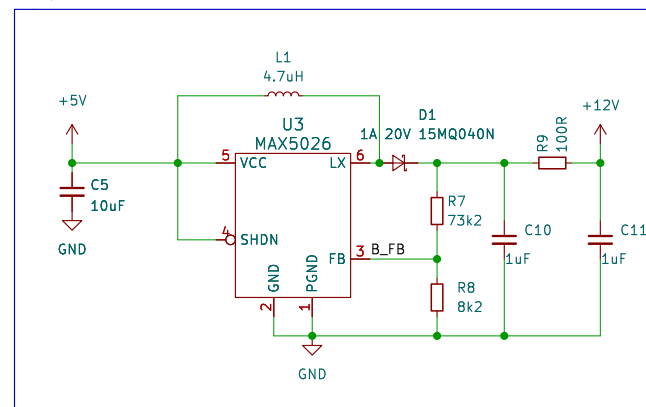 L1
4.7uH
+5V
D1
+12V
U3
MAX5026
1A 20V 15MQ040N
R9
100R
5
VCC
LX
6
C5
10uF
GND
R7
73k2
4
SHDN
C10
1uF
C11
1uF
FB
3
B_FB
R8
8k2
GND
PGND
2
1
GND